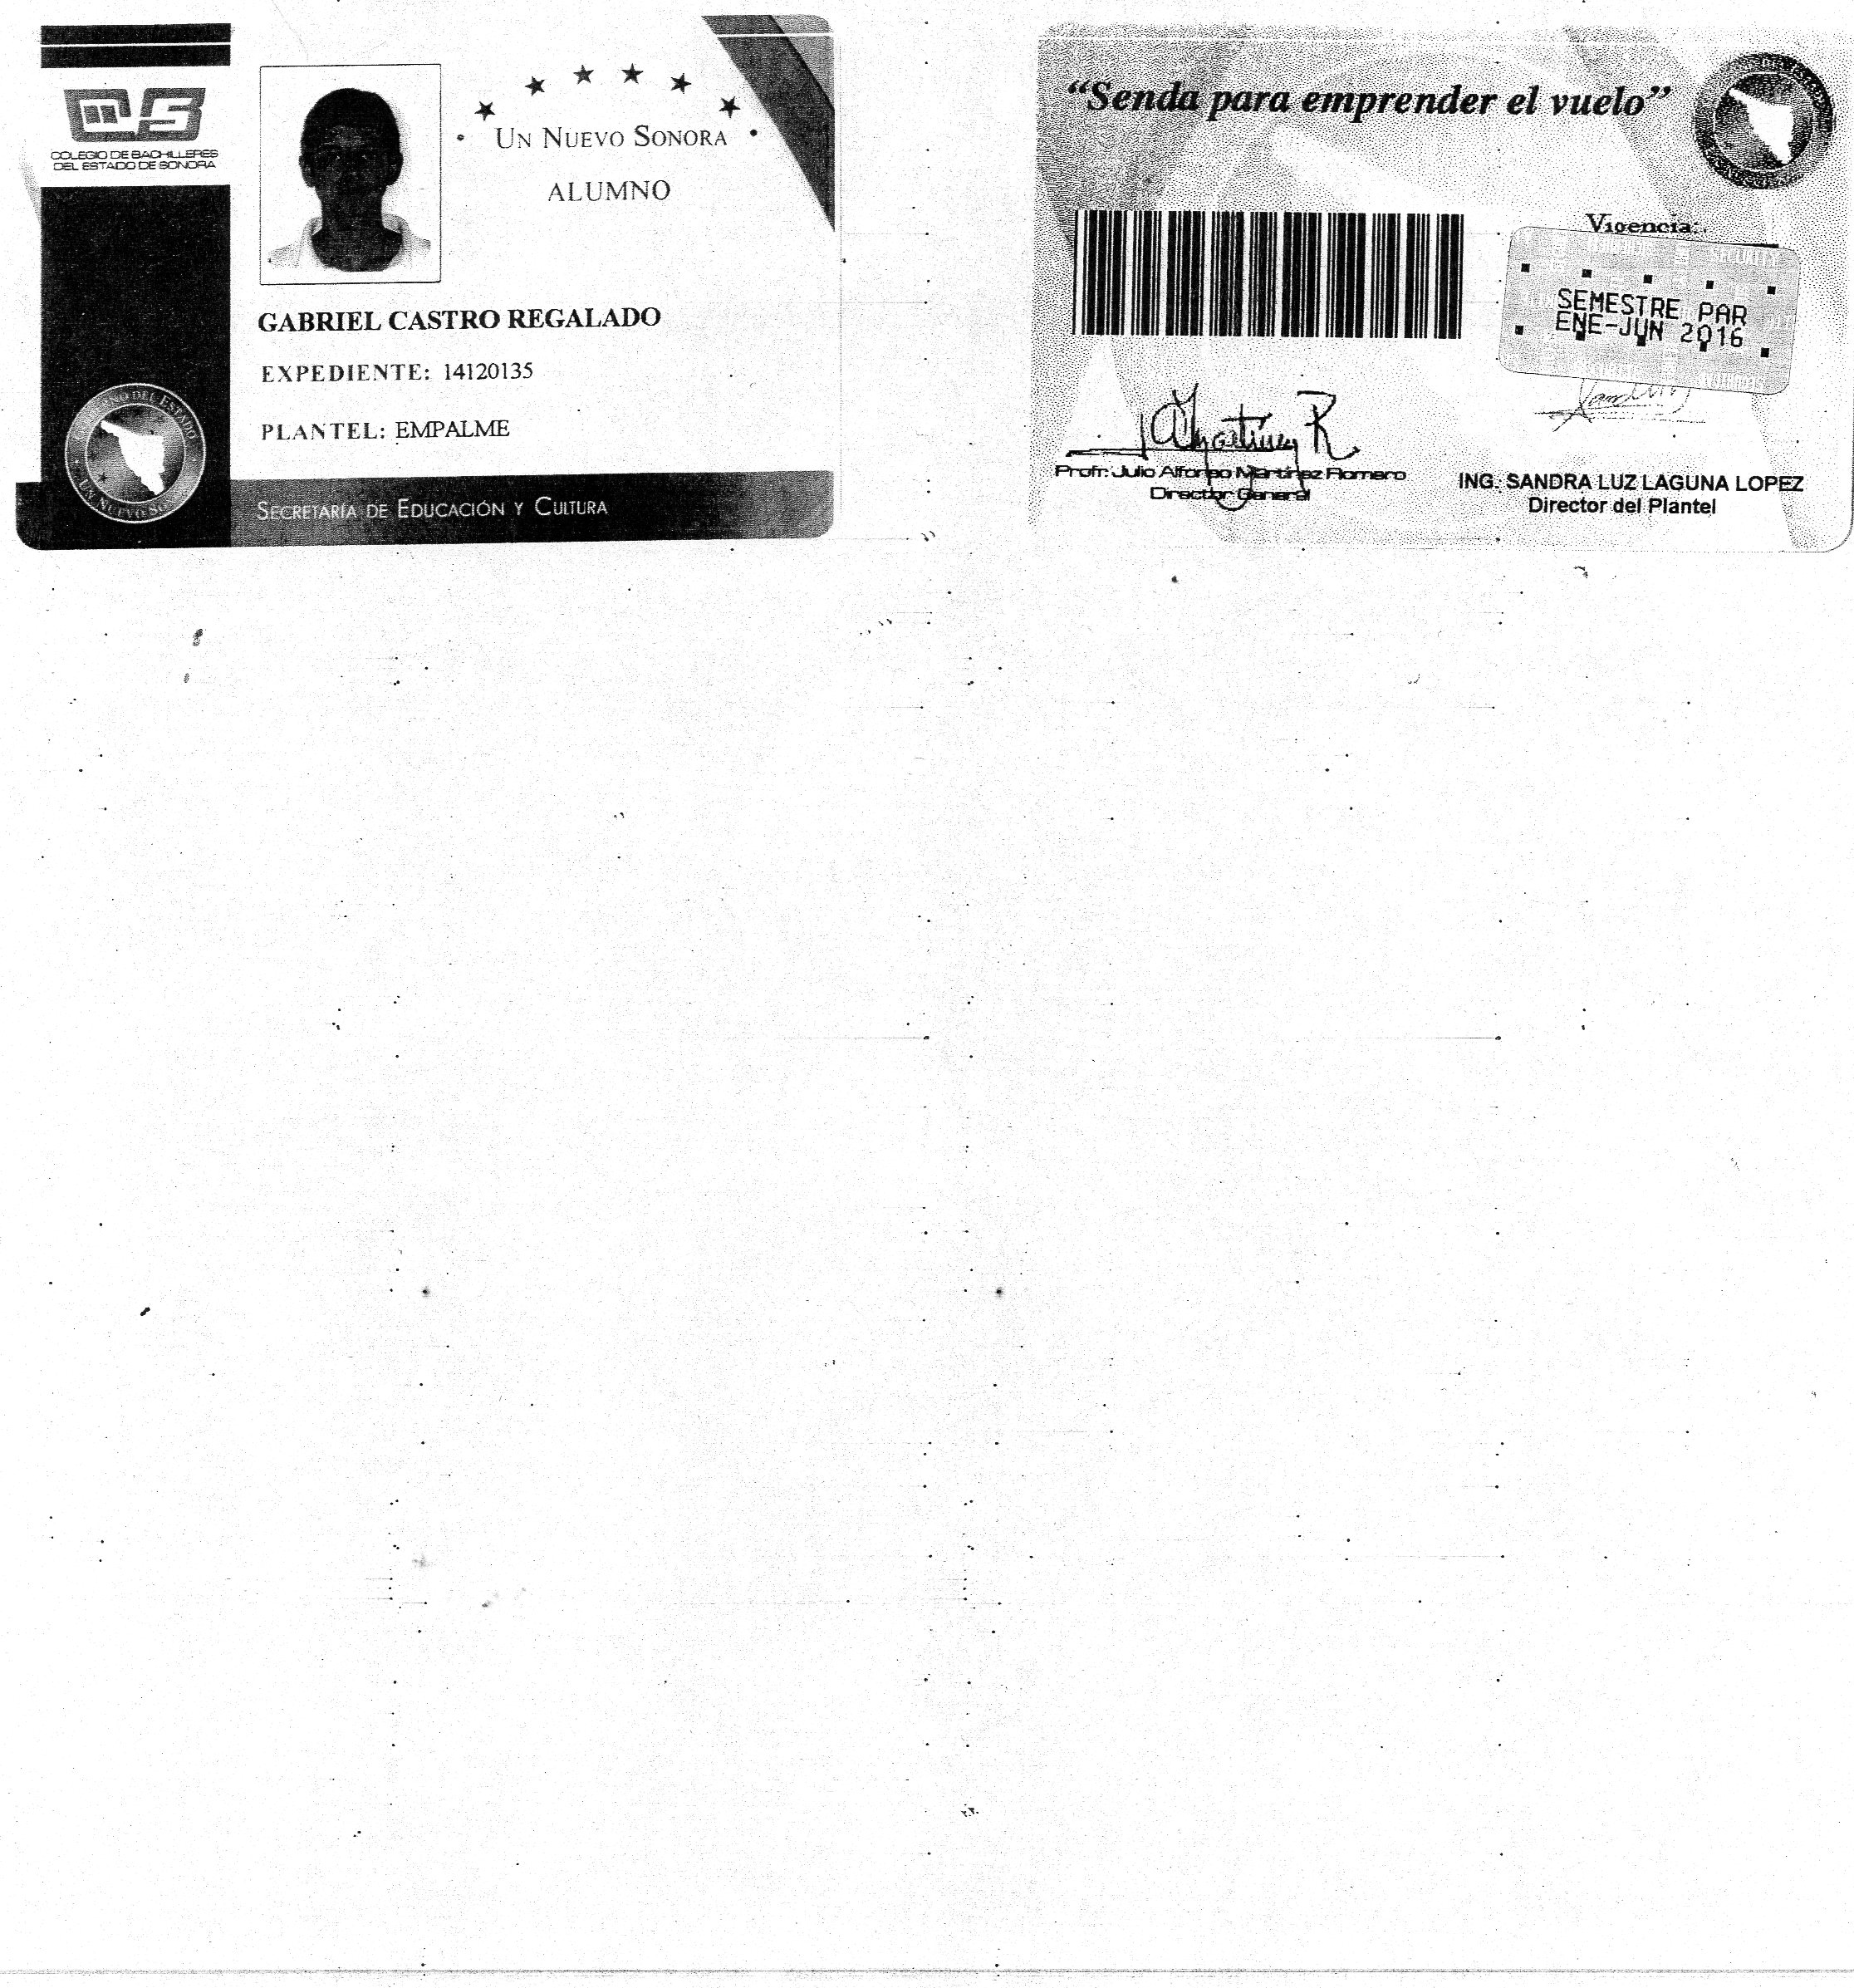 COLEGIO DE BACHILLERES
DEL ESTADO DE SONORA
UN NUEVO SONORA
ALUMNO
GABRIEL CASTRO REGALADO
EXPEDIENTE: 14120135
PLANTEL: EMPALME
GOBIERNO DEL ESTADO
UN NUEVO SONORA
SECRETARÍA DE EDUCACIÓN Y CULTURA
“Senda para emprender el vuelo”
Vigencia:
SECURITY
SEMESTRE PAR
ENE-JUN 2016
Profr. Julio Alfonso Martínez Romero
Director General
ING. SANDRA LUZ LAGUNA LOPEZ
Director del Plantel